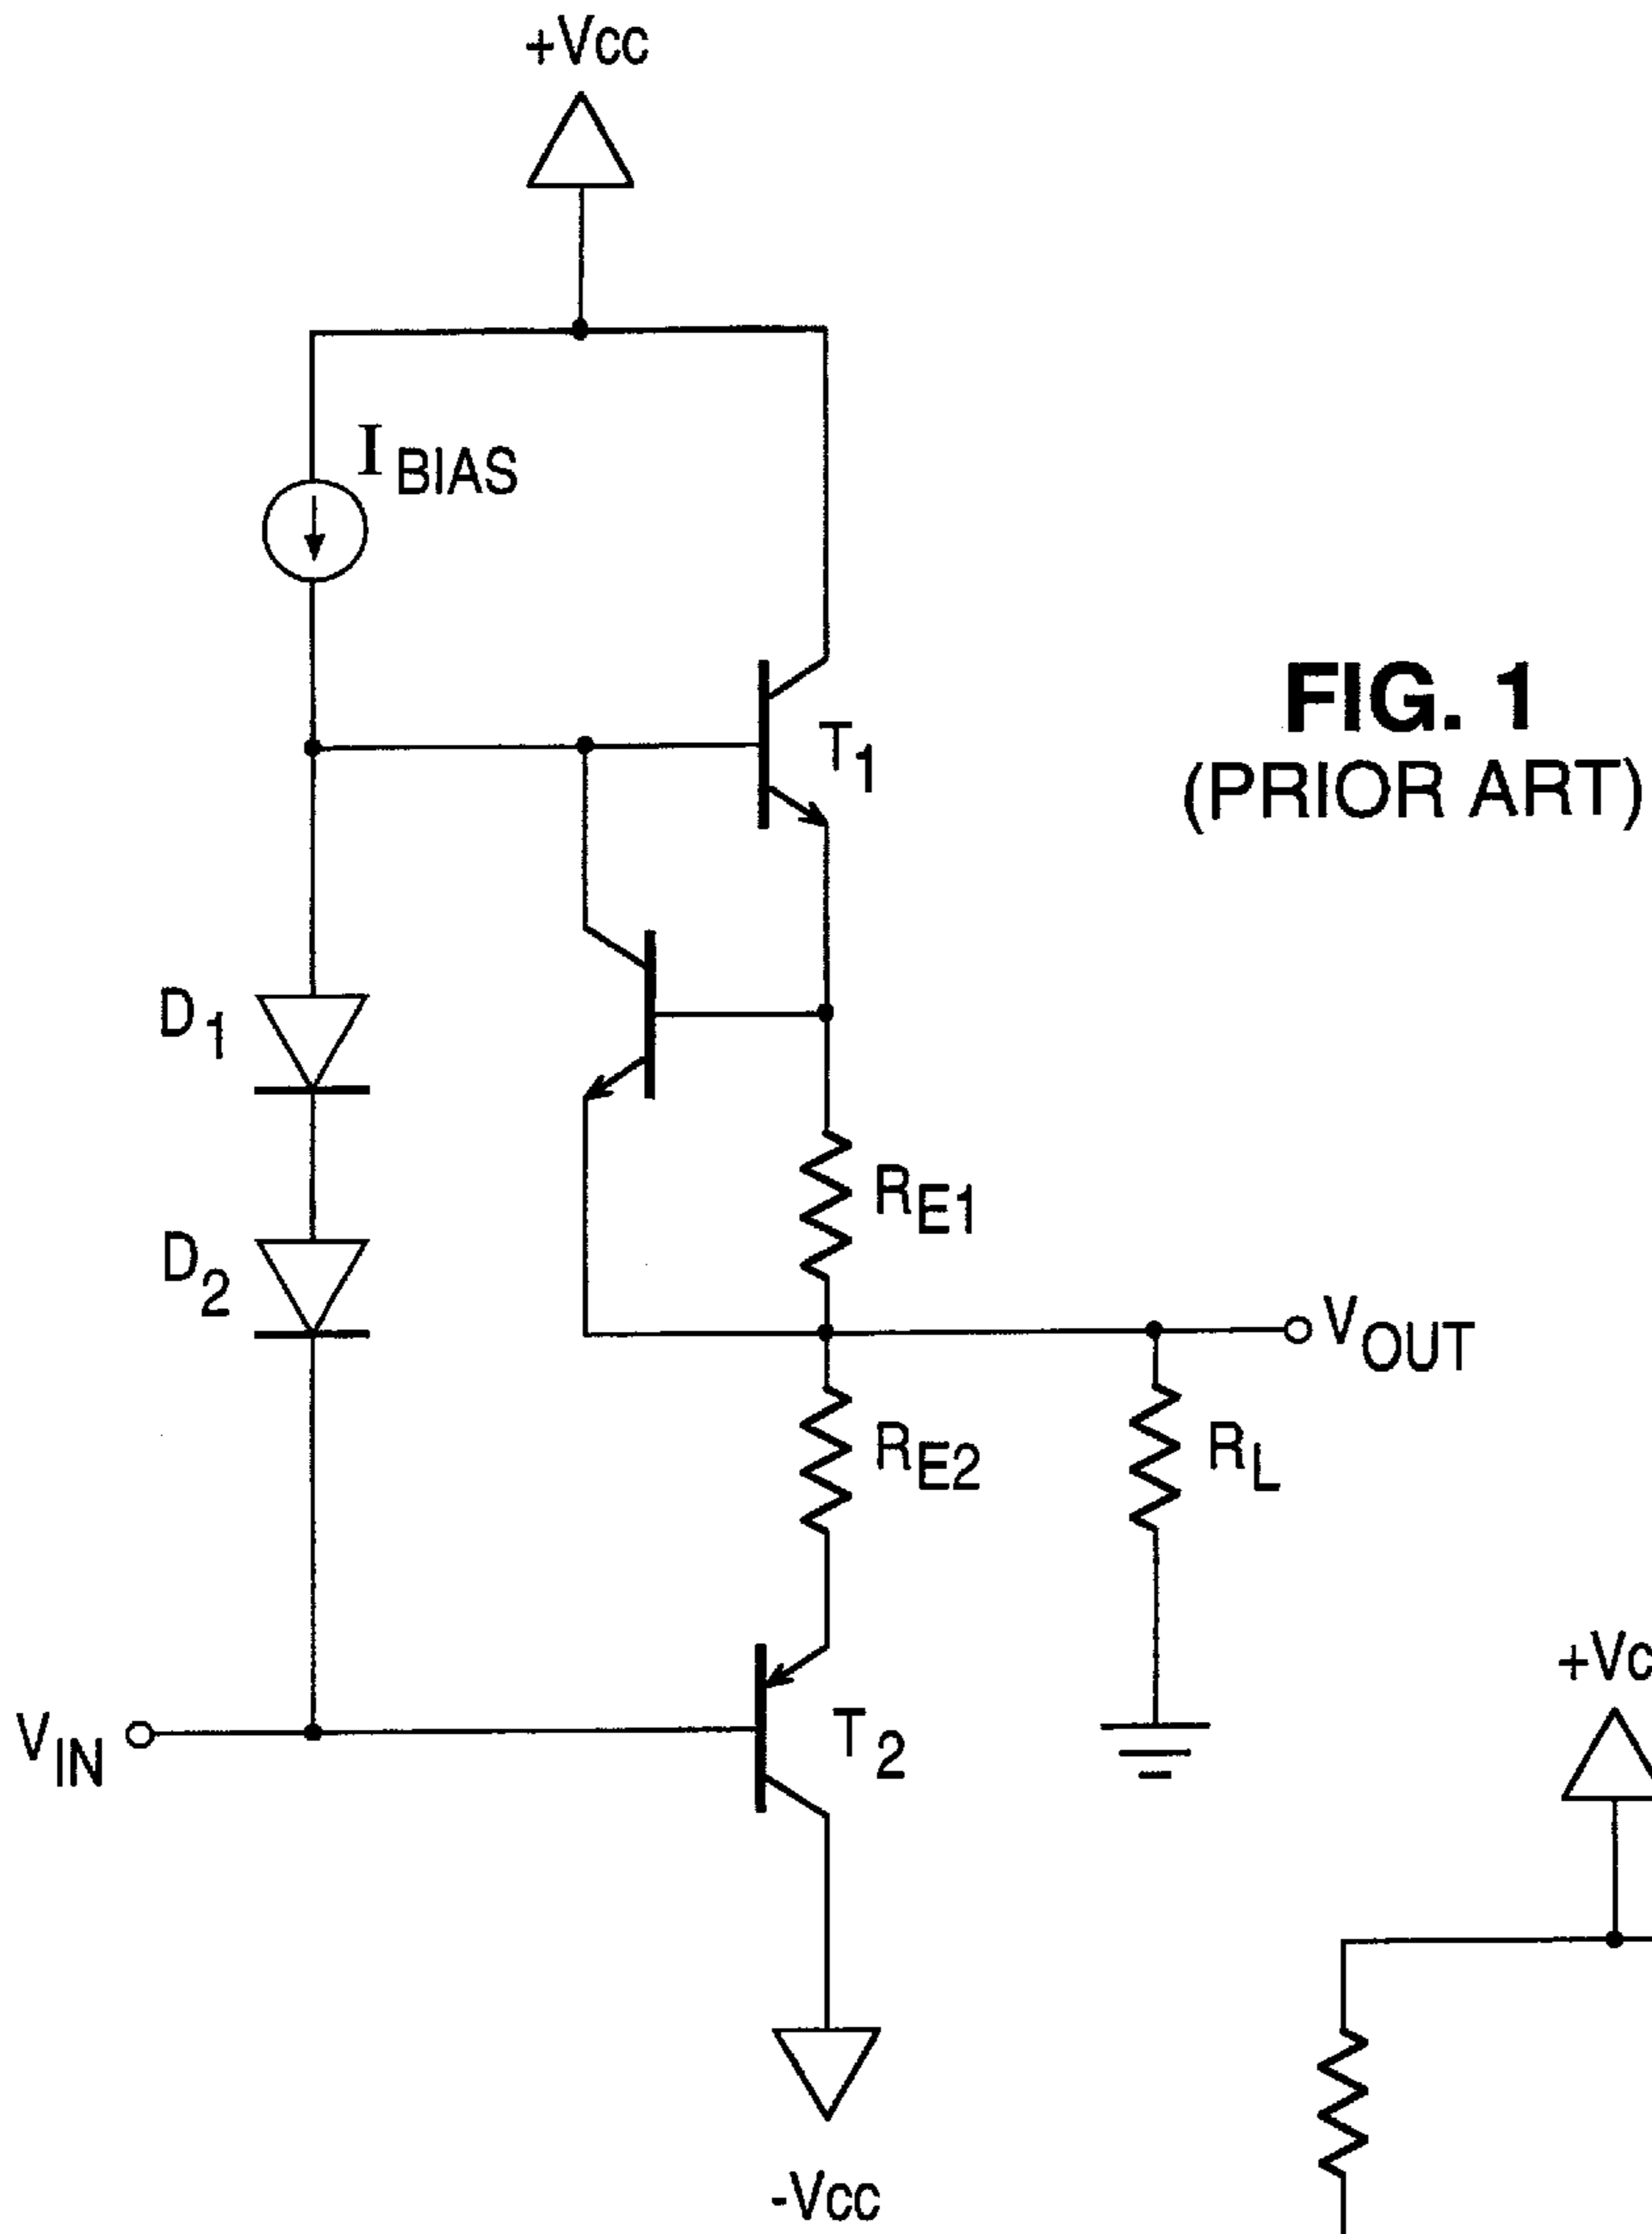 +Vcc
I BIAS
T1
FIG. 1
(PRIOR ART)
D1
RE1
D2
VOUT
RE2
RL
+Vc
VIN
T2
-Vcc